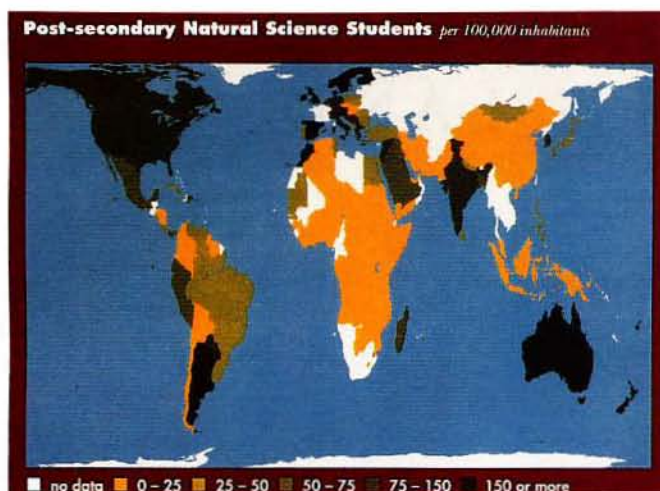 Post-secondary Natural Science Students per 100,000 inhabitants
no data 0 – 25 25 – 50 50 – 75 75 – 150 150 or more